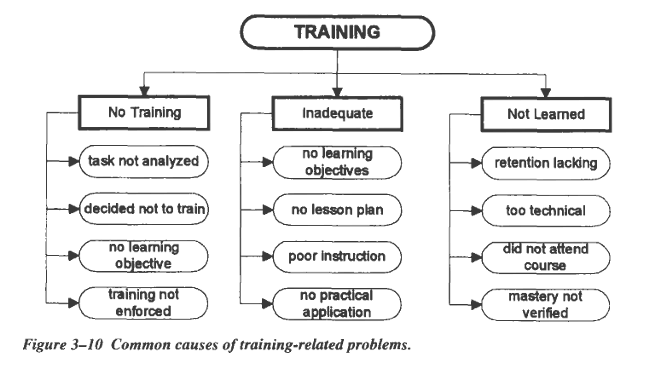 TRAINING
No Training
Inadequate
Not Learned
task not analyzed
decided not to train
no learning
objective
training not
enforced
no learning
objectives
no lesson plan
poor instruction
no practical
application
retention lacking
too technical
did not attend
course
mastery not
verified
Figure 3–10 Common causes of training-related problems.